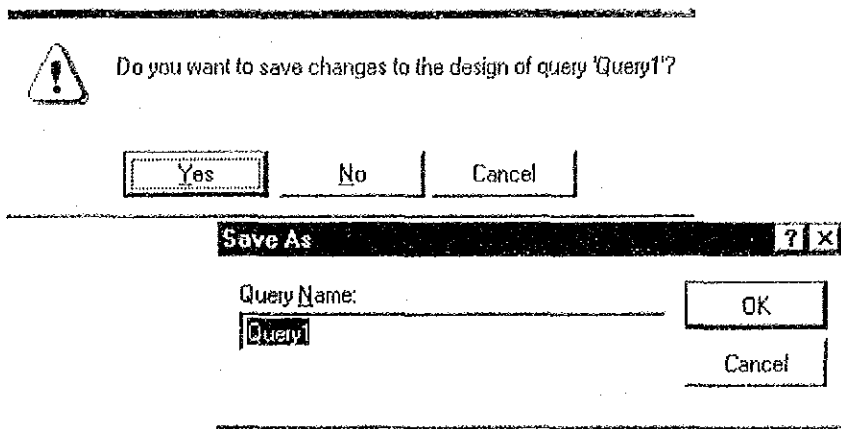 Do you want to save changes to the design of query 'Query1'?
Yes No Cancel
Save As
Query Name:
OK
Query1
Cancel